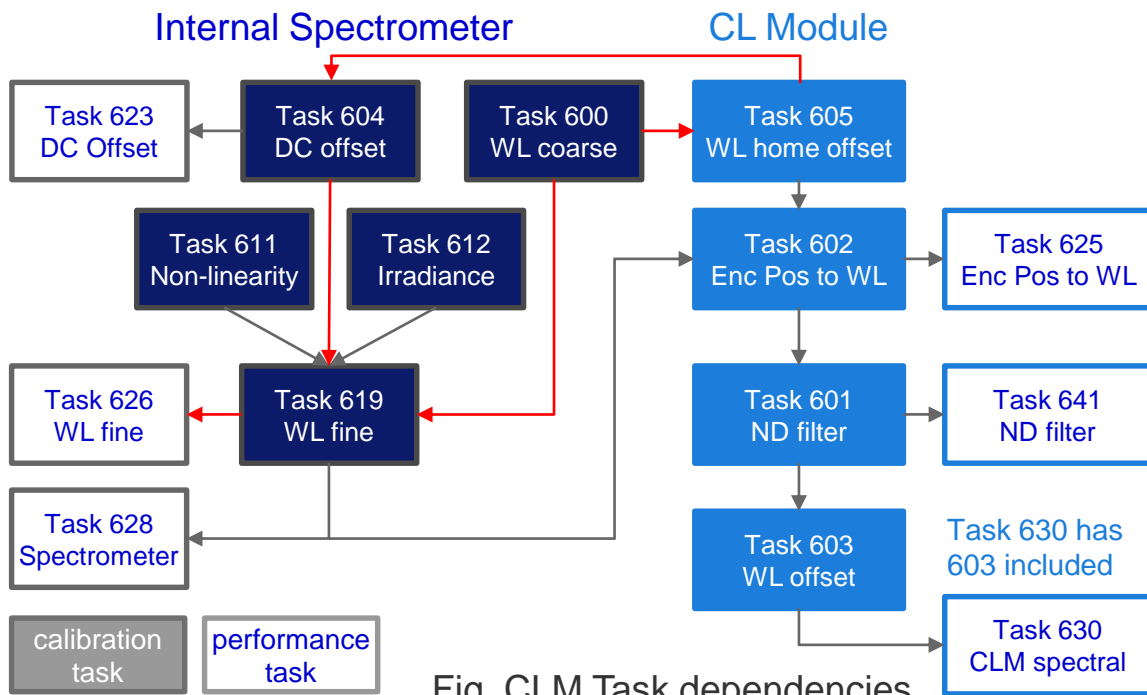 Internal Spectrometer
CL Module
Task 623
DC Offset
Task 604
DC offset
Task 600
WL coarse
Task 605
WL home offset
Task 611
Non-linearity
Task 612
Irradiance
Task 602
Enc Pos to WL
Task 625
Enc Pos to WL
Task 626
WL fine
Task 619
WL fine
Task 601
ND filter
Task 641
ND filter
Task 628
Spectrometer
Task 603
WL offset
Task 630 has
603 included
calibration
task
performance
task
Task 630
CLM spectral
Fig. CLM Task dependencies